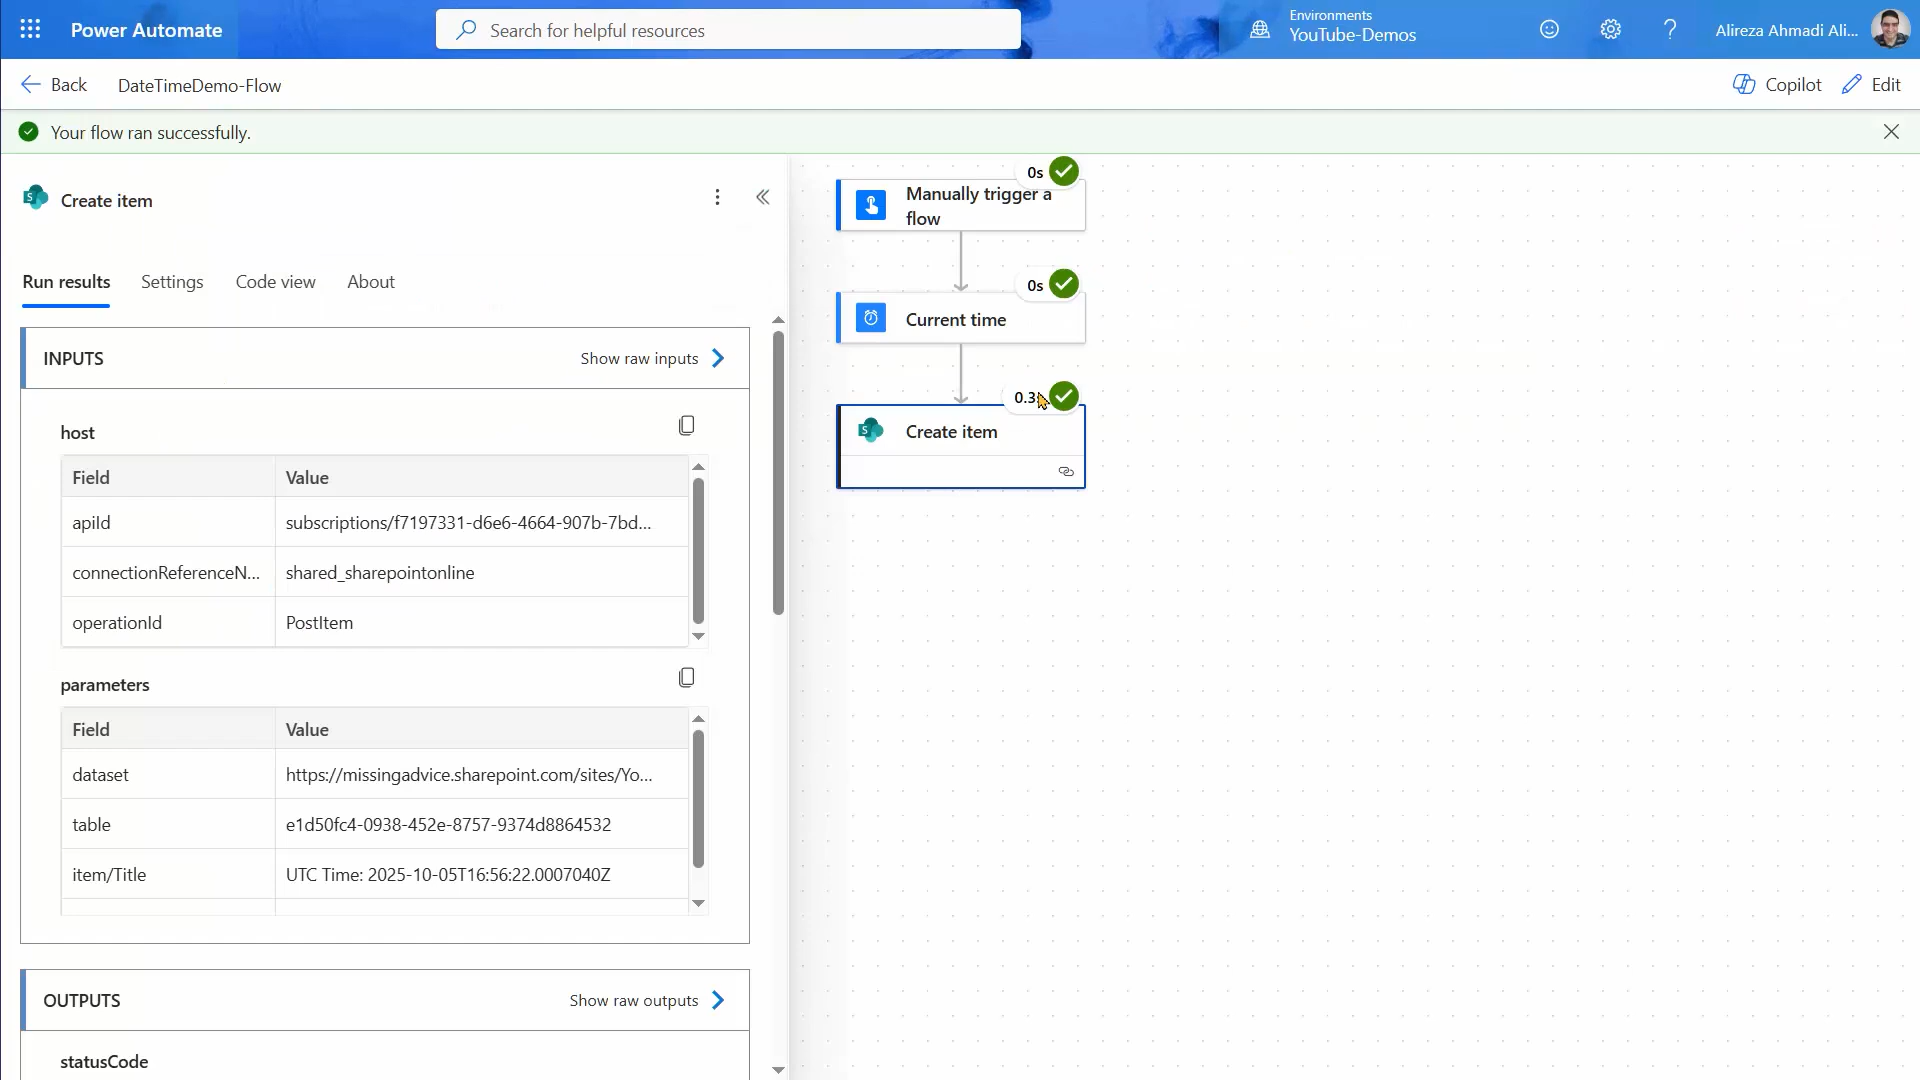 Power Automate
Search for helpful resources
Environments
YouTube-Demos
Alireza Ahmadi Ali...
Back
DateTimeDemo-Flow
Copilot
Edit
Your flow ran successfully.
Create item
Run results
Settings
Code view
About
INPUTS
Show raw inputs
host
Field
Value
apiId
subscriptions/f7197331-d6e6-4664-907b-7bd...
connectionReferenceN...
shared_sharepointonline
operationId
PostItem
parameters
Field
Value
dataset
https://missingadvice.sharepoint.com/sites/Yo...
table
e1d50fc4-0938-452e-8757-9374d8864532
item/Title
UTC Time: 2025-10-05T16:56:22.0007040Z
OUTPUTS
Show raw outputs
statusCode
0s
Manually trigger a
flow
0s
Current time
0.3
Create item